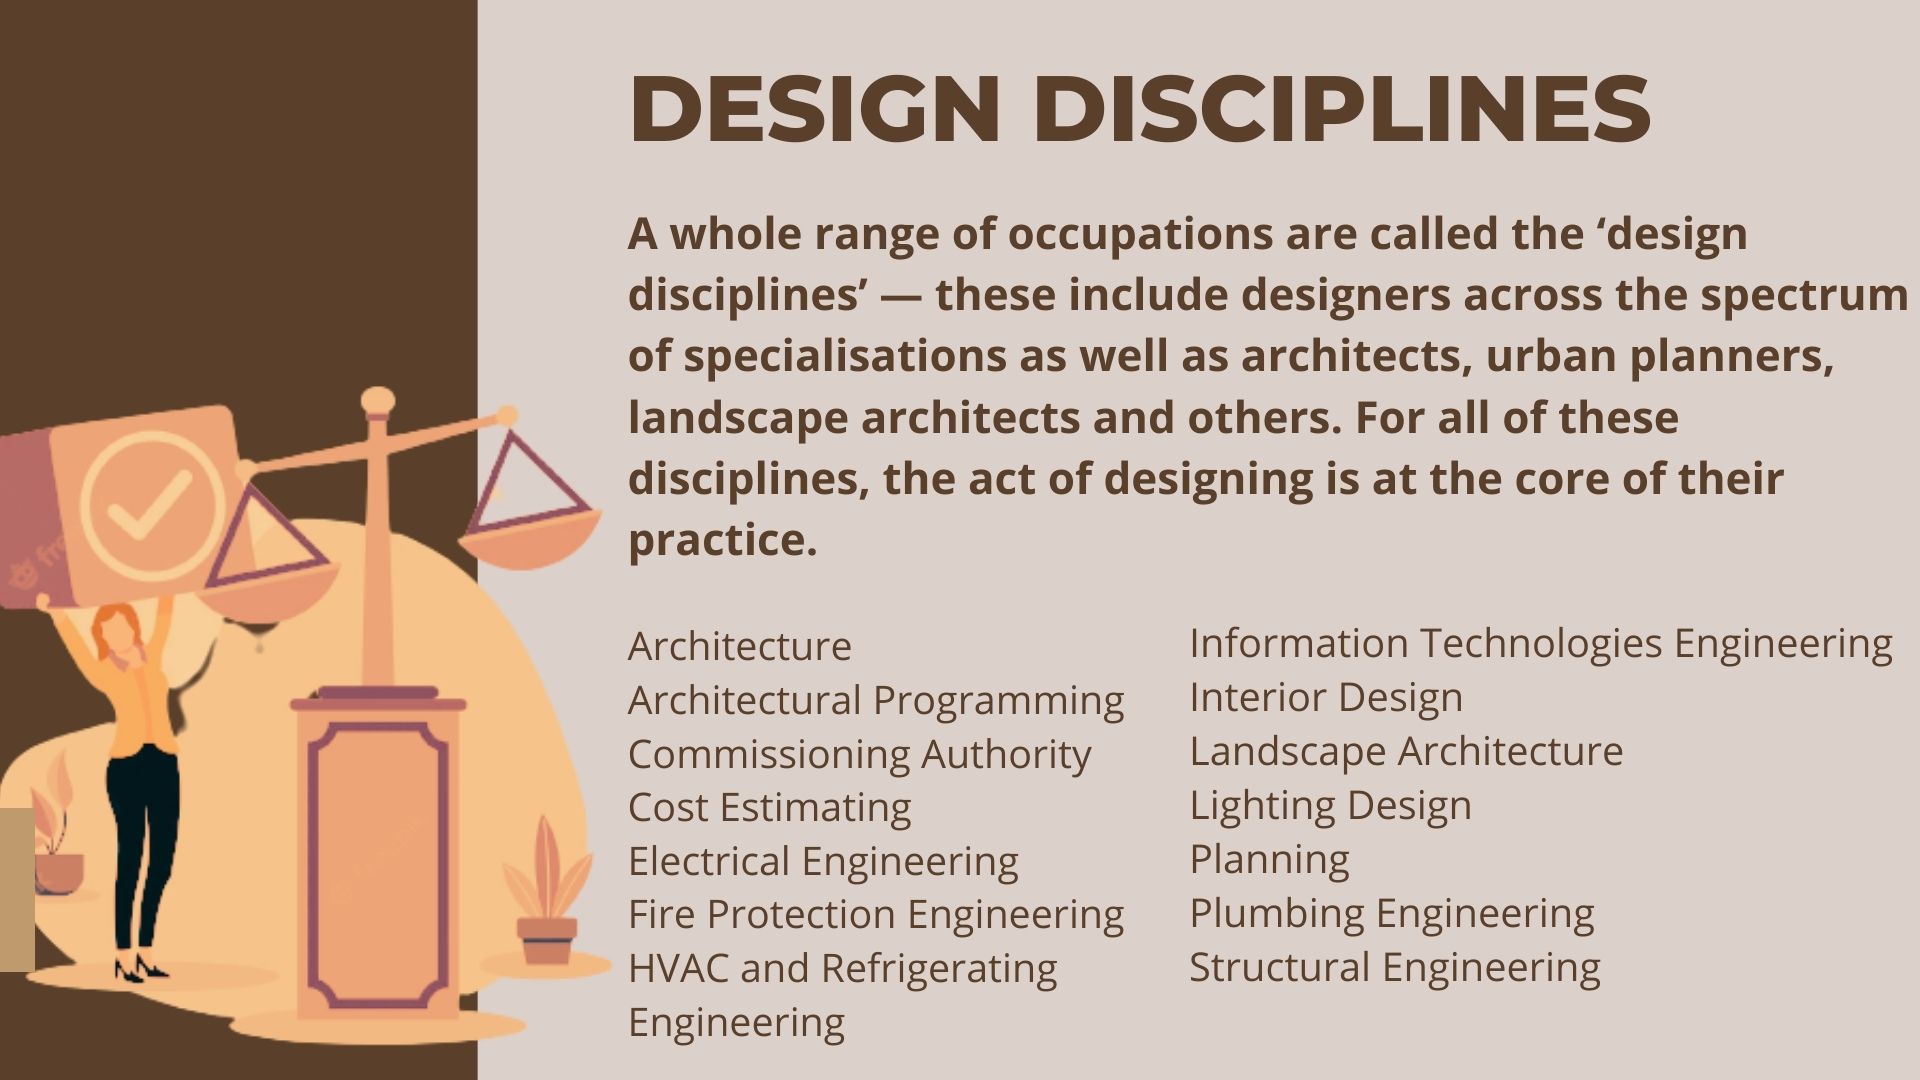 DESIGN DISCIPLINES
A whole range of occupations are called the ‘design
disciplines’ — these include designers across the spectrum
of specialisations as well as architects, urban planners,
landscape architects and others. For all of these
disciplines, the act of designing is at the core of their
practice.
Architecture
Architectural Programming
Commissioning Authority
Cost Estimating
Electrical Engineering
Fire Protection Engineering
HVAC and Refrigerating
Engineering
Information Technologies Engineering
Interior Design
Landscape Architecture
Lighting Design
Planning
Plumbing Engineering
Structural Engineering